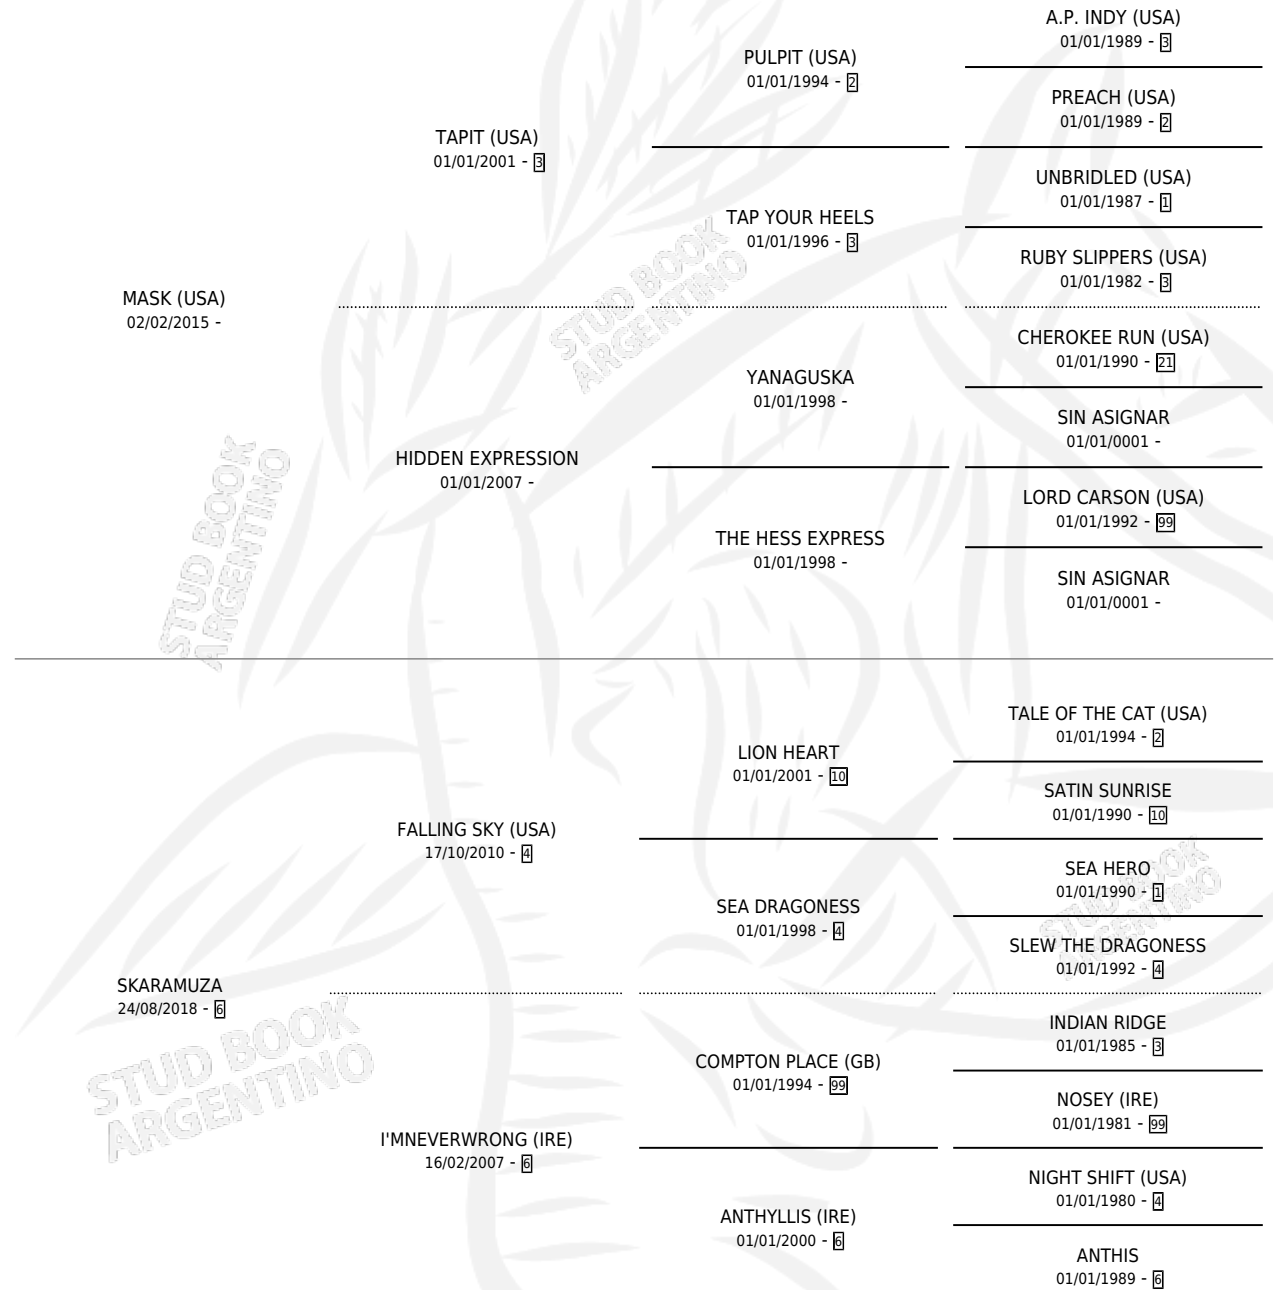 A.P. INDY (USA)
01/01/1989 - 3
PULPIT (USA)
01/01/1994 - 2
PREACH (USA)
01/01/1989 - 2
TAPIT (USA)
01/01/2001 - 3
UNBRIDLED (USA)
01/01/1987 - 1
TAP YOUR HEELS
01/01/1996 - 3
RUBY SLIPPERS (USA)
01/01/1982 - 3
STUD BOOK
ARGENTINO
MASK (USA)
02/02/2015 -
CHEROKEE RUN (USA)
01/01/1990 - 21
YANAGUSKA
01/01/1998 -
SIN ASIGNAR
01/01/0001 -
HIDDEN EXPRESSION
01/01/2007 -
LORD CARSON (USA)
01/01/1992 - 99
THE HESS EXPRESS
01/01/1998 -
SIN ASIGNAR
01/01/0001 -
STUD BOOK
ARGENTINO
TALE OF THE CAT (USA)
01/01/1994 - 2
LION HEART
01/01/2001 - 10
SATIN SUNRISE
01/01/1990 - 10
FALLING SKY (USA)
17/10/2010 - 4
SEA HERO
01/01/1990 - 1
SEA DRAGONESS
01/01/1998 - 4
SLEW THE DRAGONESS
01/01/1992 - 4
STUD BOOK
ARGENTINO
SKARAMUZA
24/08/2018 - 6
INDIAN RIDGE
01/01/1985 - 3
COMPTON PLACE (GB)
01/01/1994 - 99
NOSEY (IRE)
01/01/1981 - 99
STUD BOOK
ARGENTINO
I'MNEVERWRONG (IRE)
16/02/2007 - 6
NIGHT SHIFT (USA)
01/01/1980 - 4
ANTHYLLIS (IRE)
01/01/2000 - 6
ANTHIS
01/01/1989 - 6